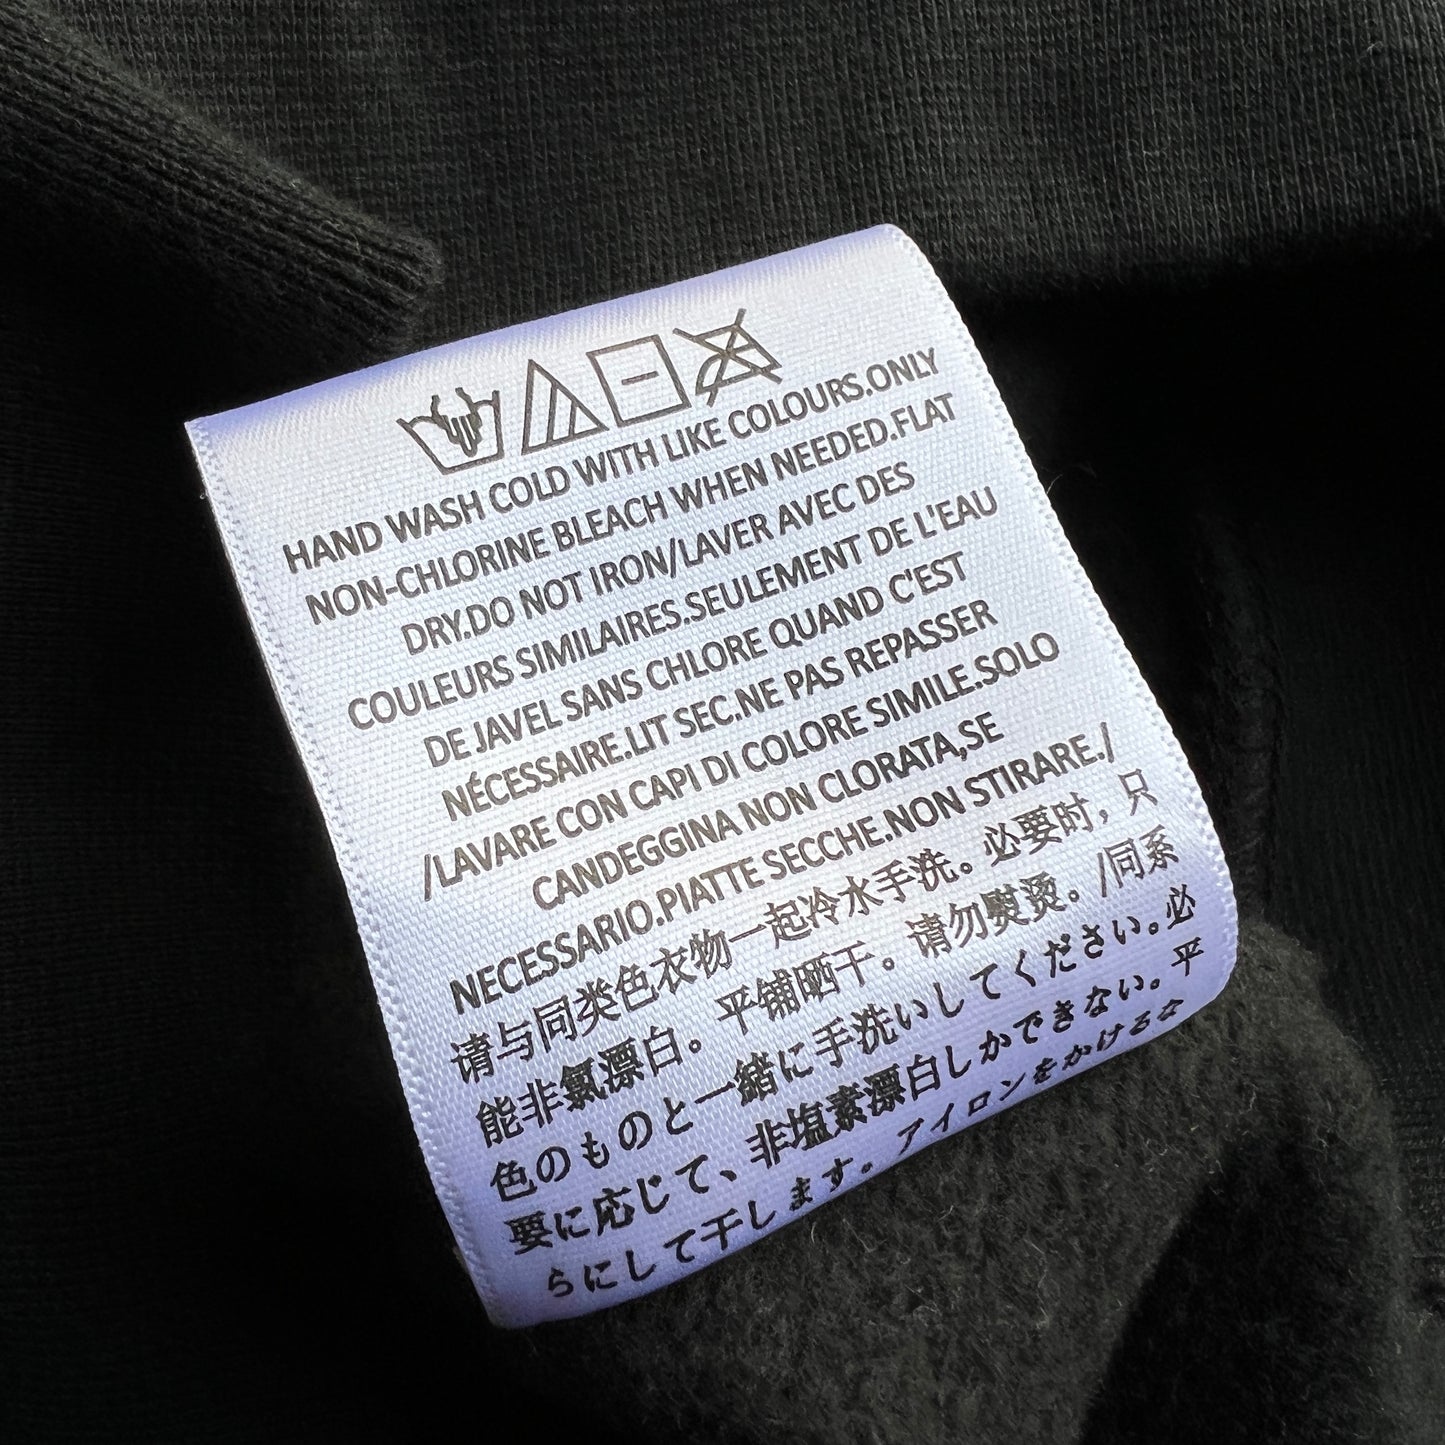 HAND WASH COLD WITH LIKE COLOURS.ONLY
NON-CHLORINE BLEACH WHEN NEEDED.FLAT
DRY.DO NOT IRON/LAVER AVEC DES
COULEURS SIMILAIRES.SEULEMENT DE L'EAU
DE JAVEL SANS CHLORE QUAND C'EST
NÉCESSAIRE.LIT SEC.NE PAS REPASSER
/LAVARE CON CAPI DI COLORE SIMILE.SOLO
CANDEGGINA NON CLORATA,SE
NECESSARIO.PIATTE SECCHE.NON STIRARE./
请与同类色衣物一起冷水手洗。必要时，只
能非氯漂白。平铺晒干。请勿熨烫。/同系
色のものと一緒に手洗いしてください。必
要に応じて、非塩素漂白しかできない。平
らにして干します。アイロンをかけるな